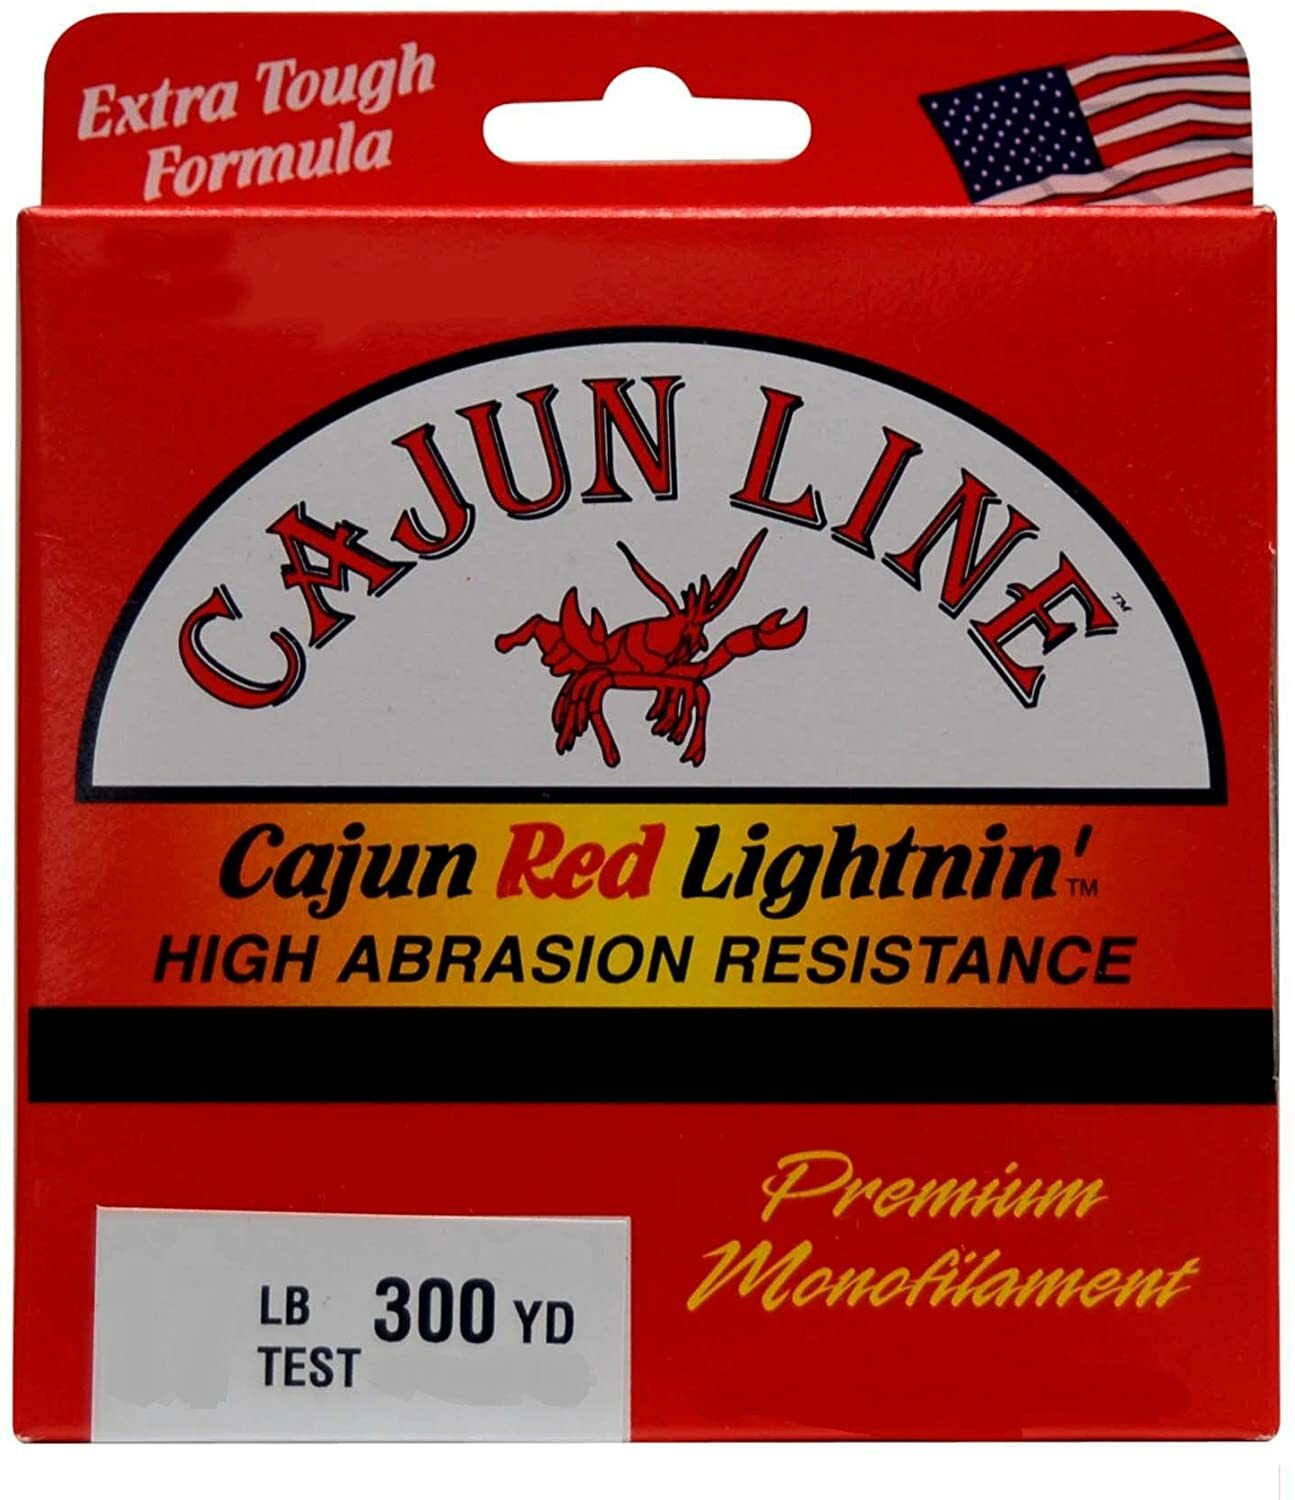 Extra Tough
Formula
CAJUN LINE™
Cajun Red Lightnin'™
HIGH ABRASION RESISTANCE
Premium
Monofilament
LB 300 YD
TEST